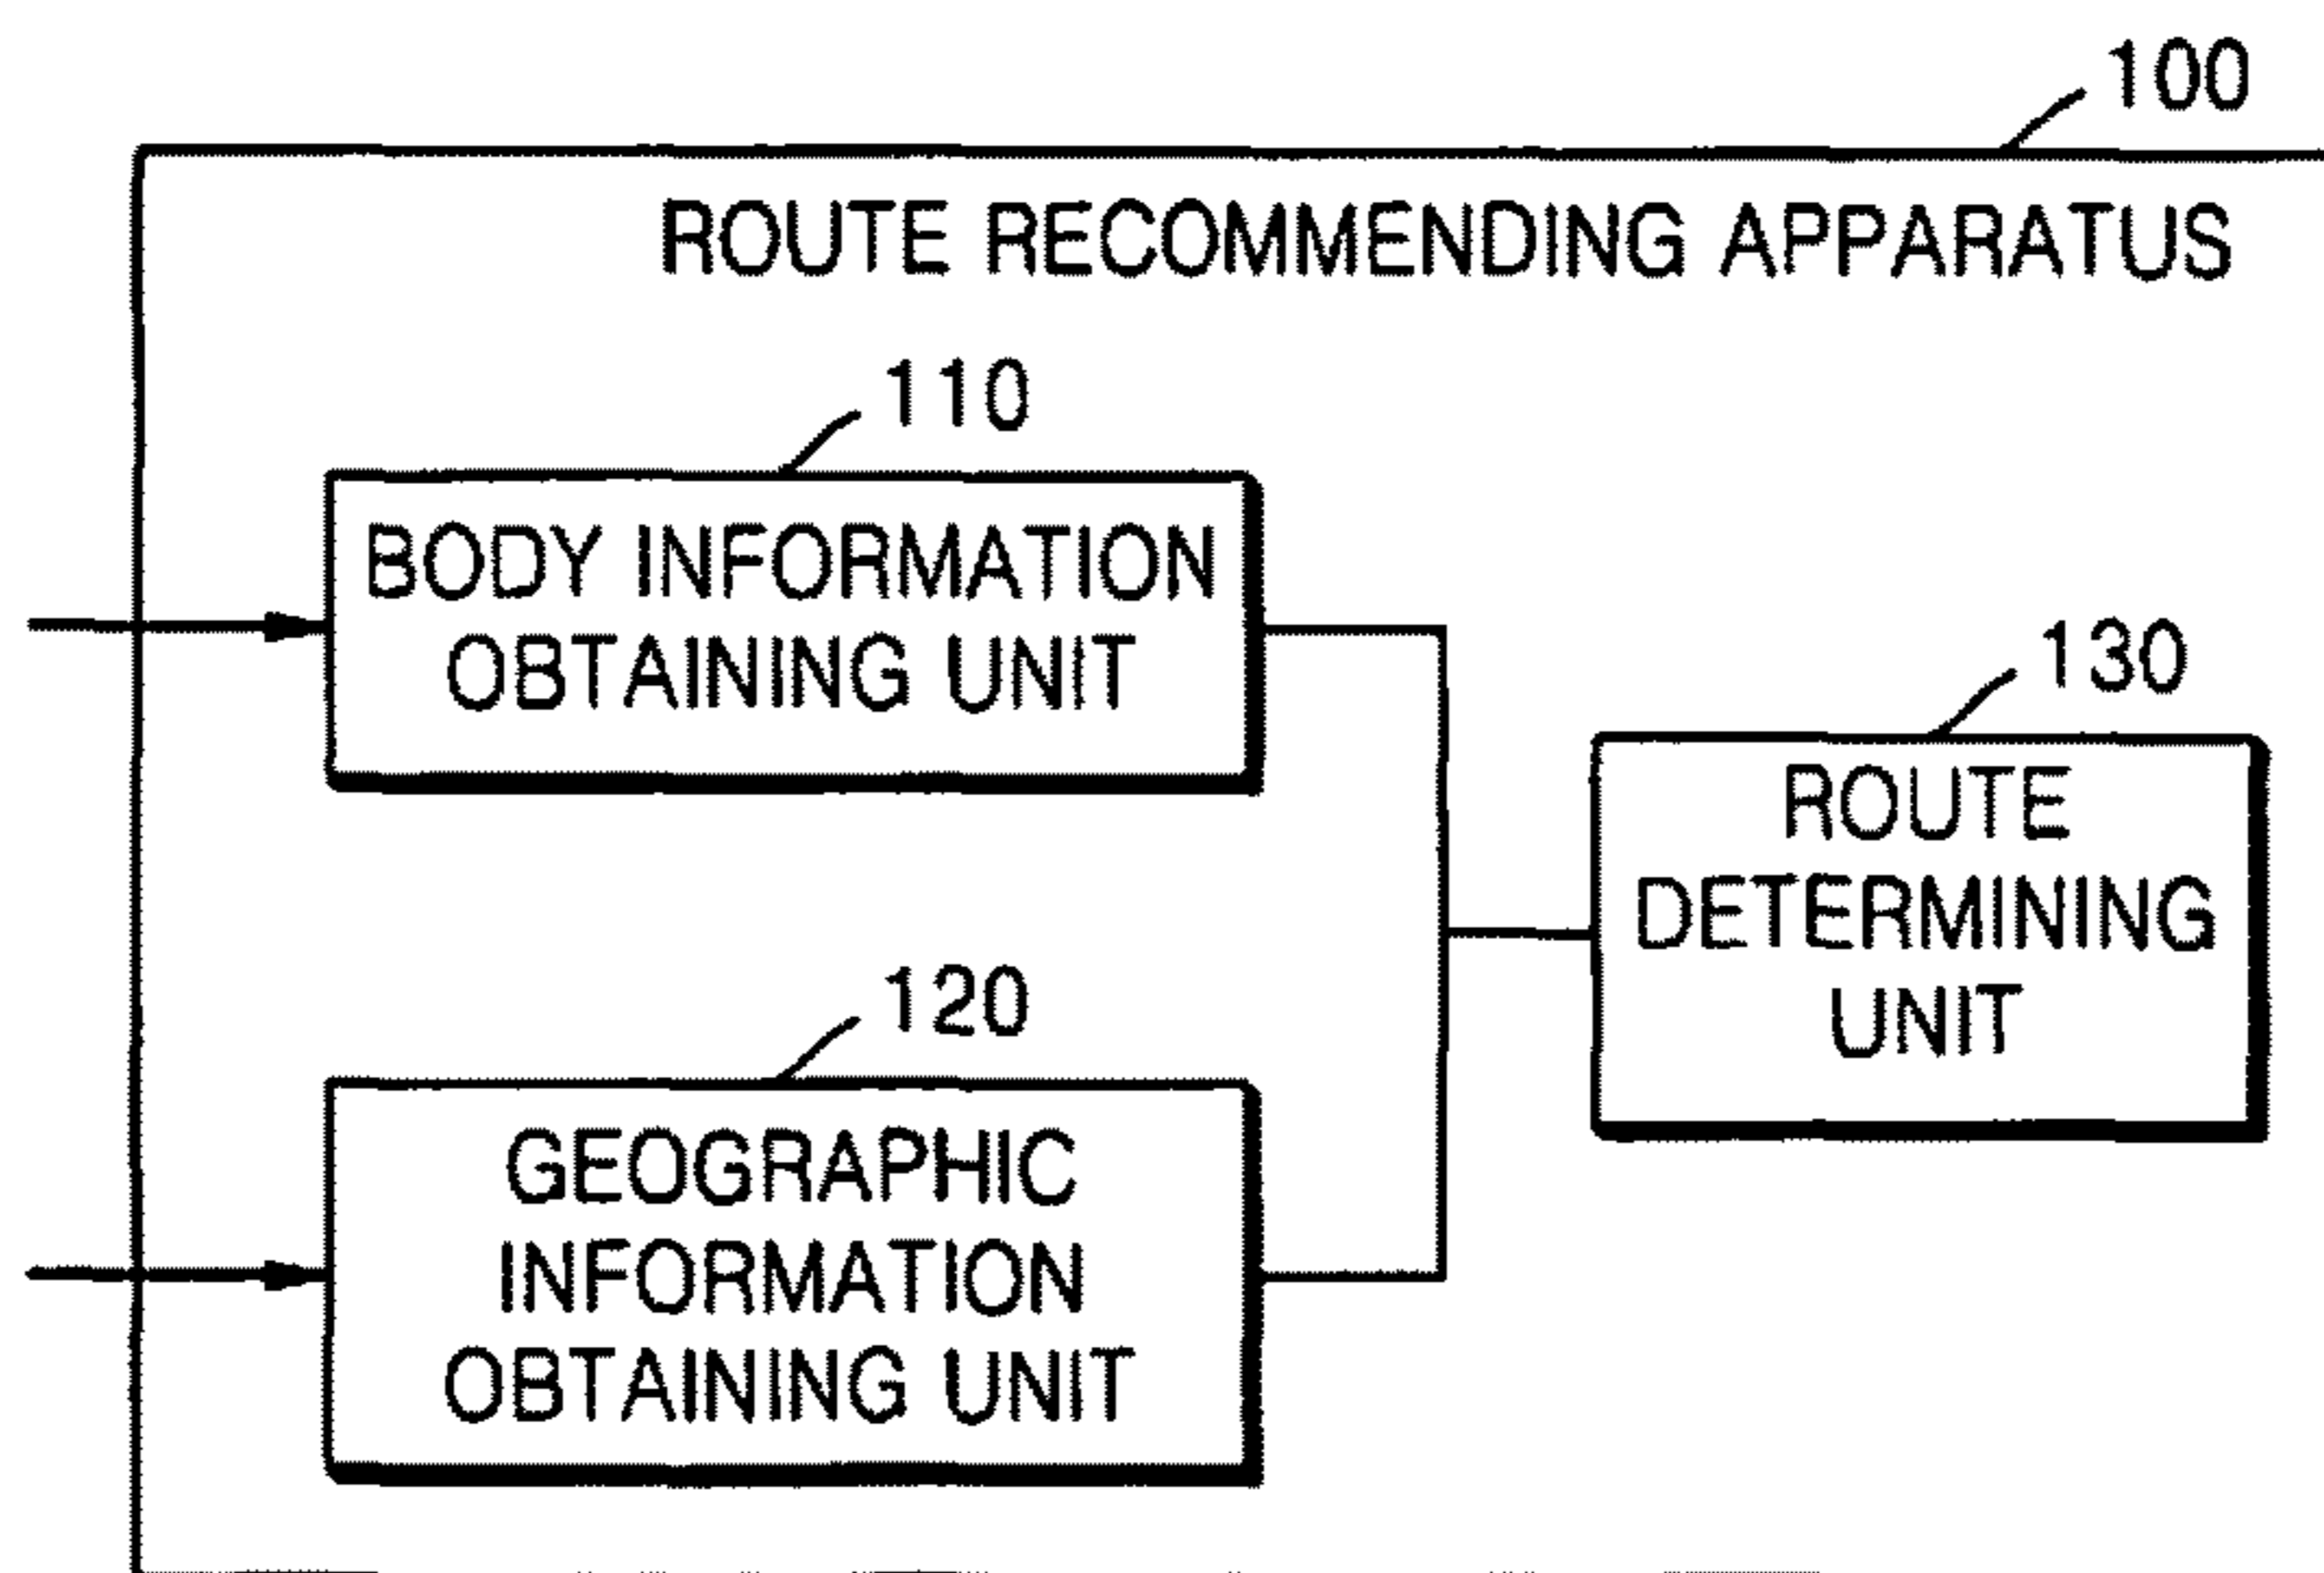 100
ROUTE RECOMMENDING APPARATUS
110
BODY INFORMATION
OBTAINING UNIT
130
ROUTE
DETERMINING
UNIT
120
GEOGRAPHIC
INFORMATION
OBTAINING UNIT